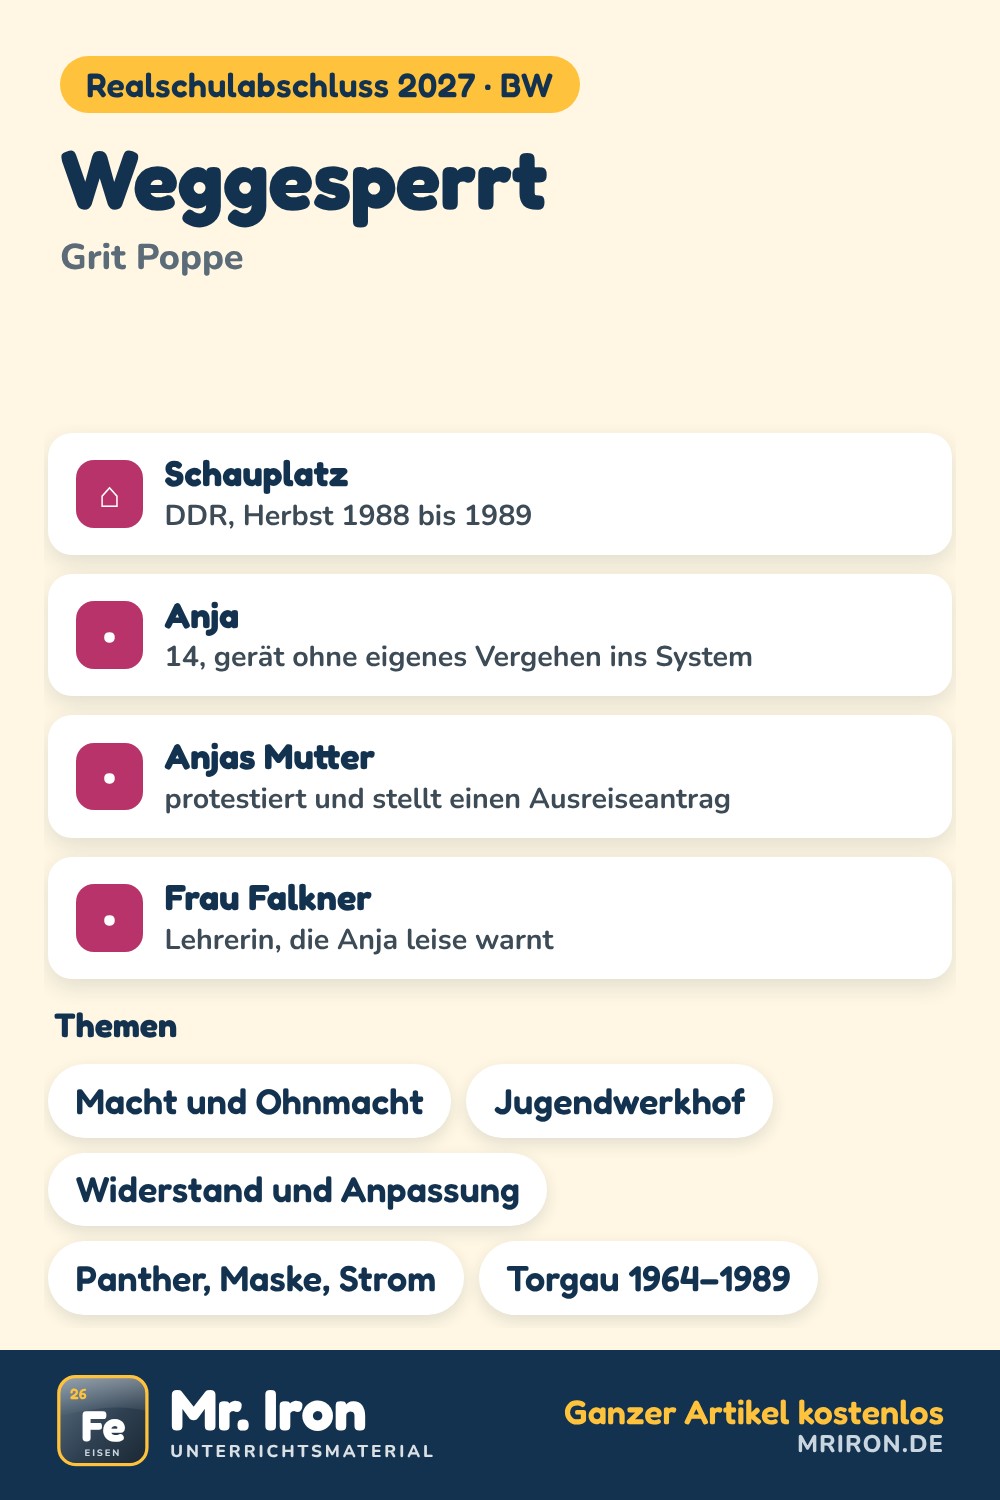 Realschulabschluss 2027 · BW
Weggesperrt
Grit Poppe
Schauplatz
DDR, Herbst 1988 bis 1989
Anja
14, gerät ohne eigenes Vergehen ins System
Anjas Mutter
protestiert und stellt einen Ausreiseantrag
Frau Falkner
Lehrerin, die Anja leise warnt
Themen
Macht und Ohnmacht
Jugendwerkhof
Widerstand und Anpassung
Panther, Maske, Strom
Torgau 1964–1989
26
Fe
EISEN
Mr. Iron
UNTERRICHTSMATERIAL
Ganzer Artikel kostenlos
MRIRON.DE